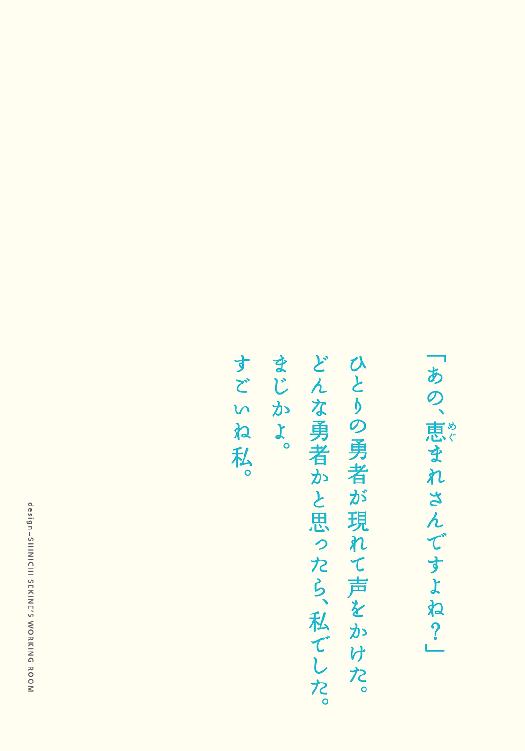 「あの、恵まれさんですよね？」
ひとりの勇者が現れて声をかけた。
どんな勇者かと思ったら、私でした。
まじかよ。
すごいね私。
design–SHINICHI SEKINE'S WORKING ROOM